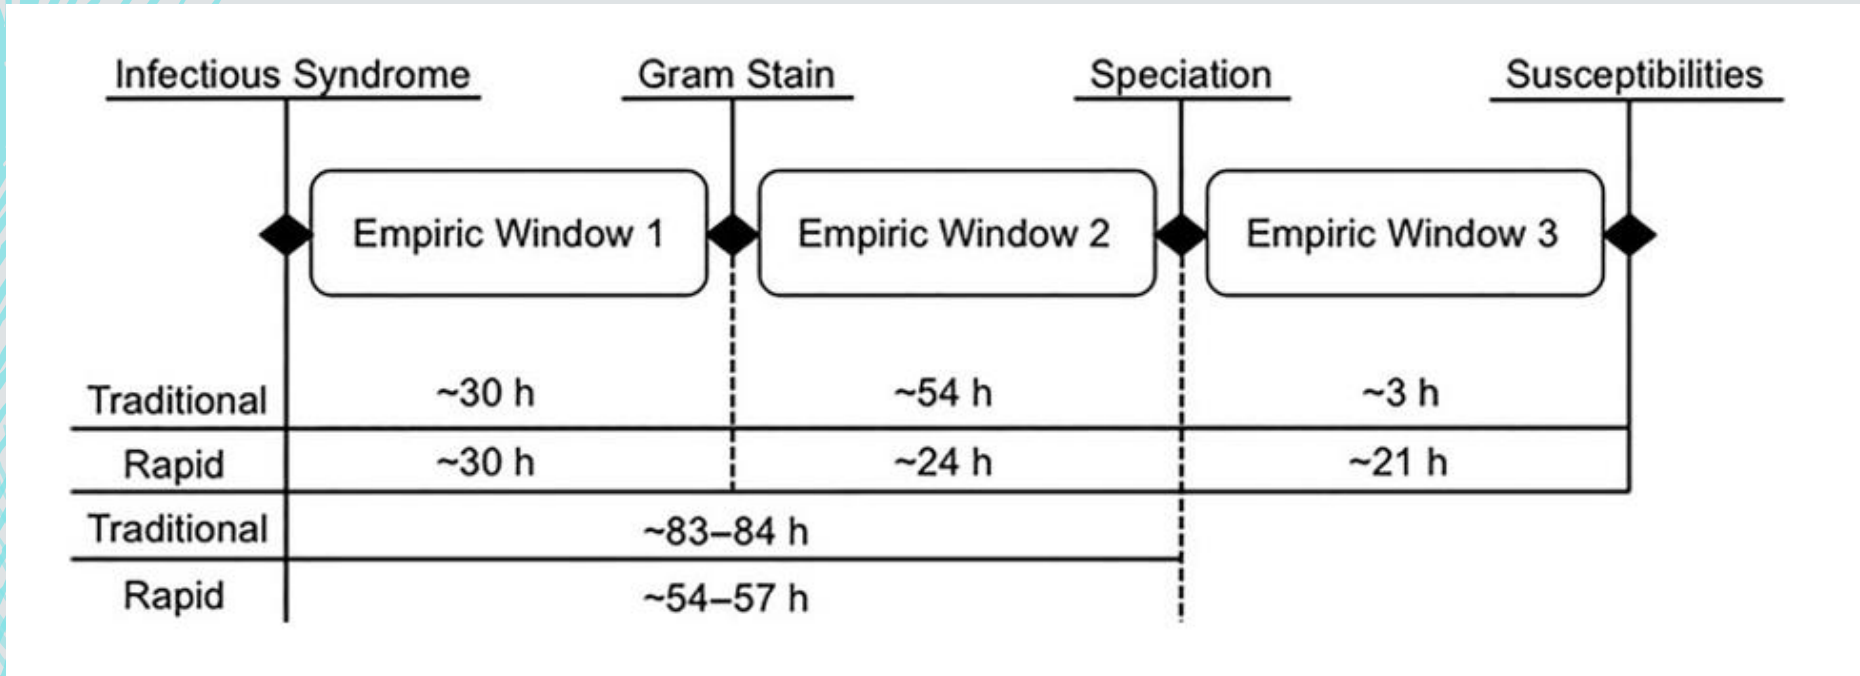 Infectious Syndrome Gram Stain Speciation Susceptibilities
Empiric Window 1 Empiric Window 2 Empiric Window 3
Traditional ~30 h ~54 h ~3 h
Rapid ~30 h ~24 h ~21 h
Traditional ~83–84 h
Rapid ~54–57 h